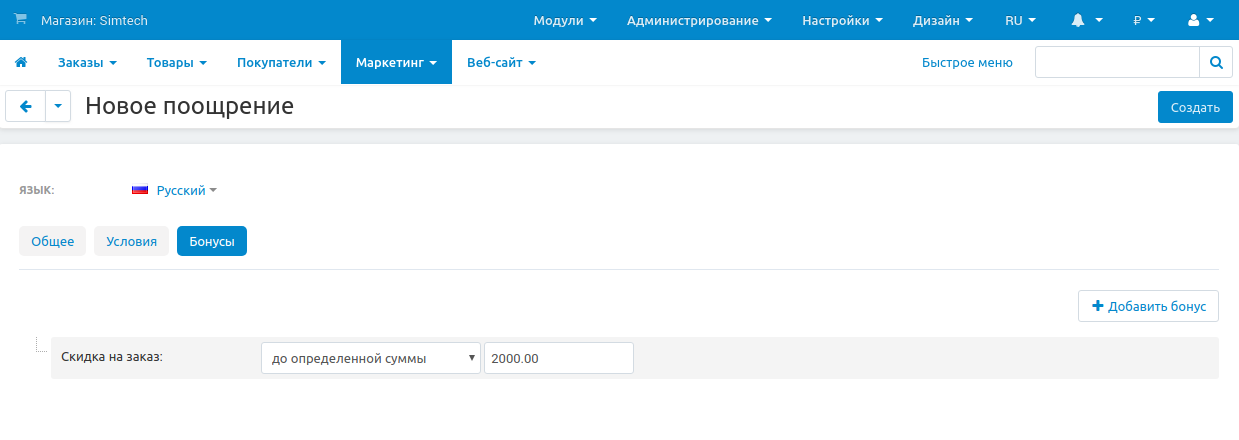 Магазин: Simtech Модули Администрирование Настройки Дизайн RU ₽
Заказы Товары Покупатели Маркетинг Веб-сайт Быстрое меню
Новое поощрение Создать
ЯЗЫК: Русский
Общее Условия Бонусы
Добавить бонус
Скидка на заказ: до определенной суммы 2000.00